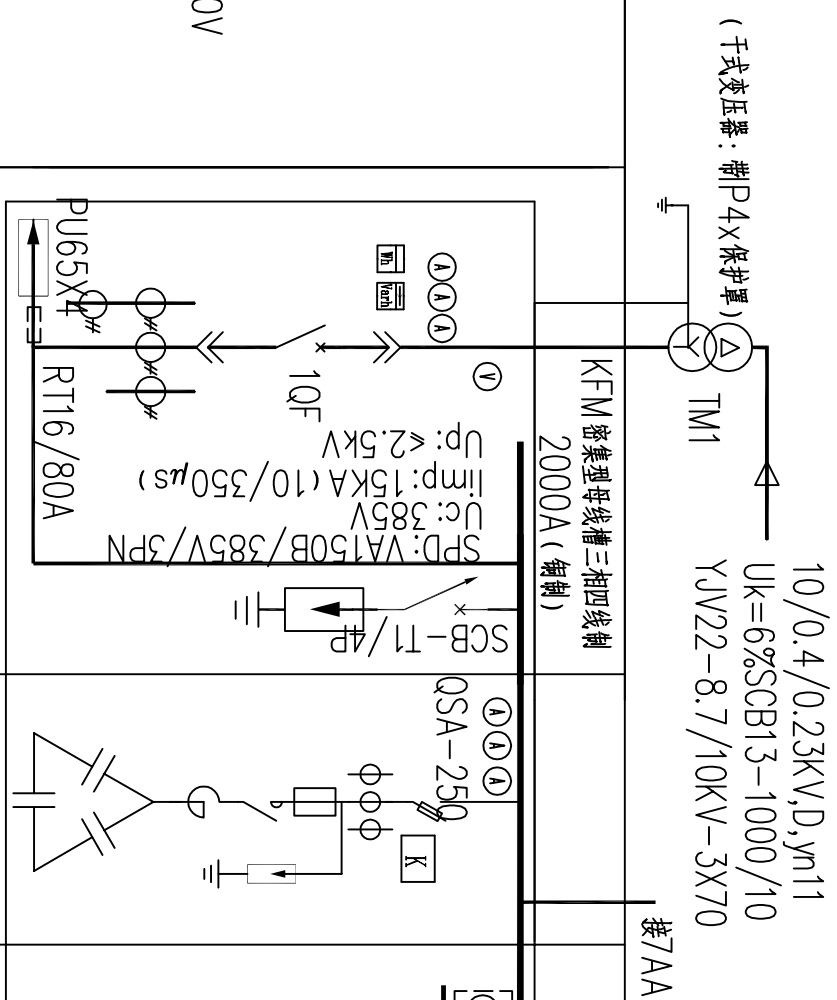 0V
(干式变压器：带IP4x保护罩)
TM1
10/0.4/0.23KV,D,yn11
Uk=6%SCB13-1000/10
YJV22-8.7/10KV-3X70
KFM密集型母线槽三相四线制
2000A(铜制)
A
A
A
V
Wh
Varh
1QF
PU65X4
RT16/80A
SPD: VA150B/385V/3PN
Uc: 385V
Iimp: 15KA(10/350μs)
Up: ≤2.5kV
SCB-T1/4P
QSA-250
A
A
A
K
接7AA